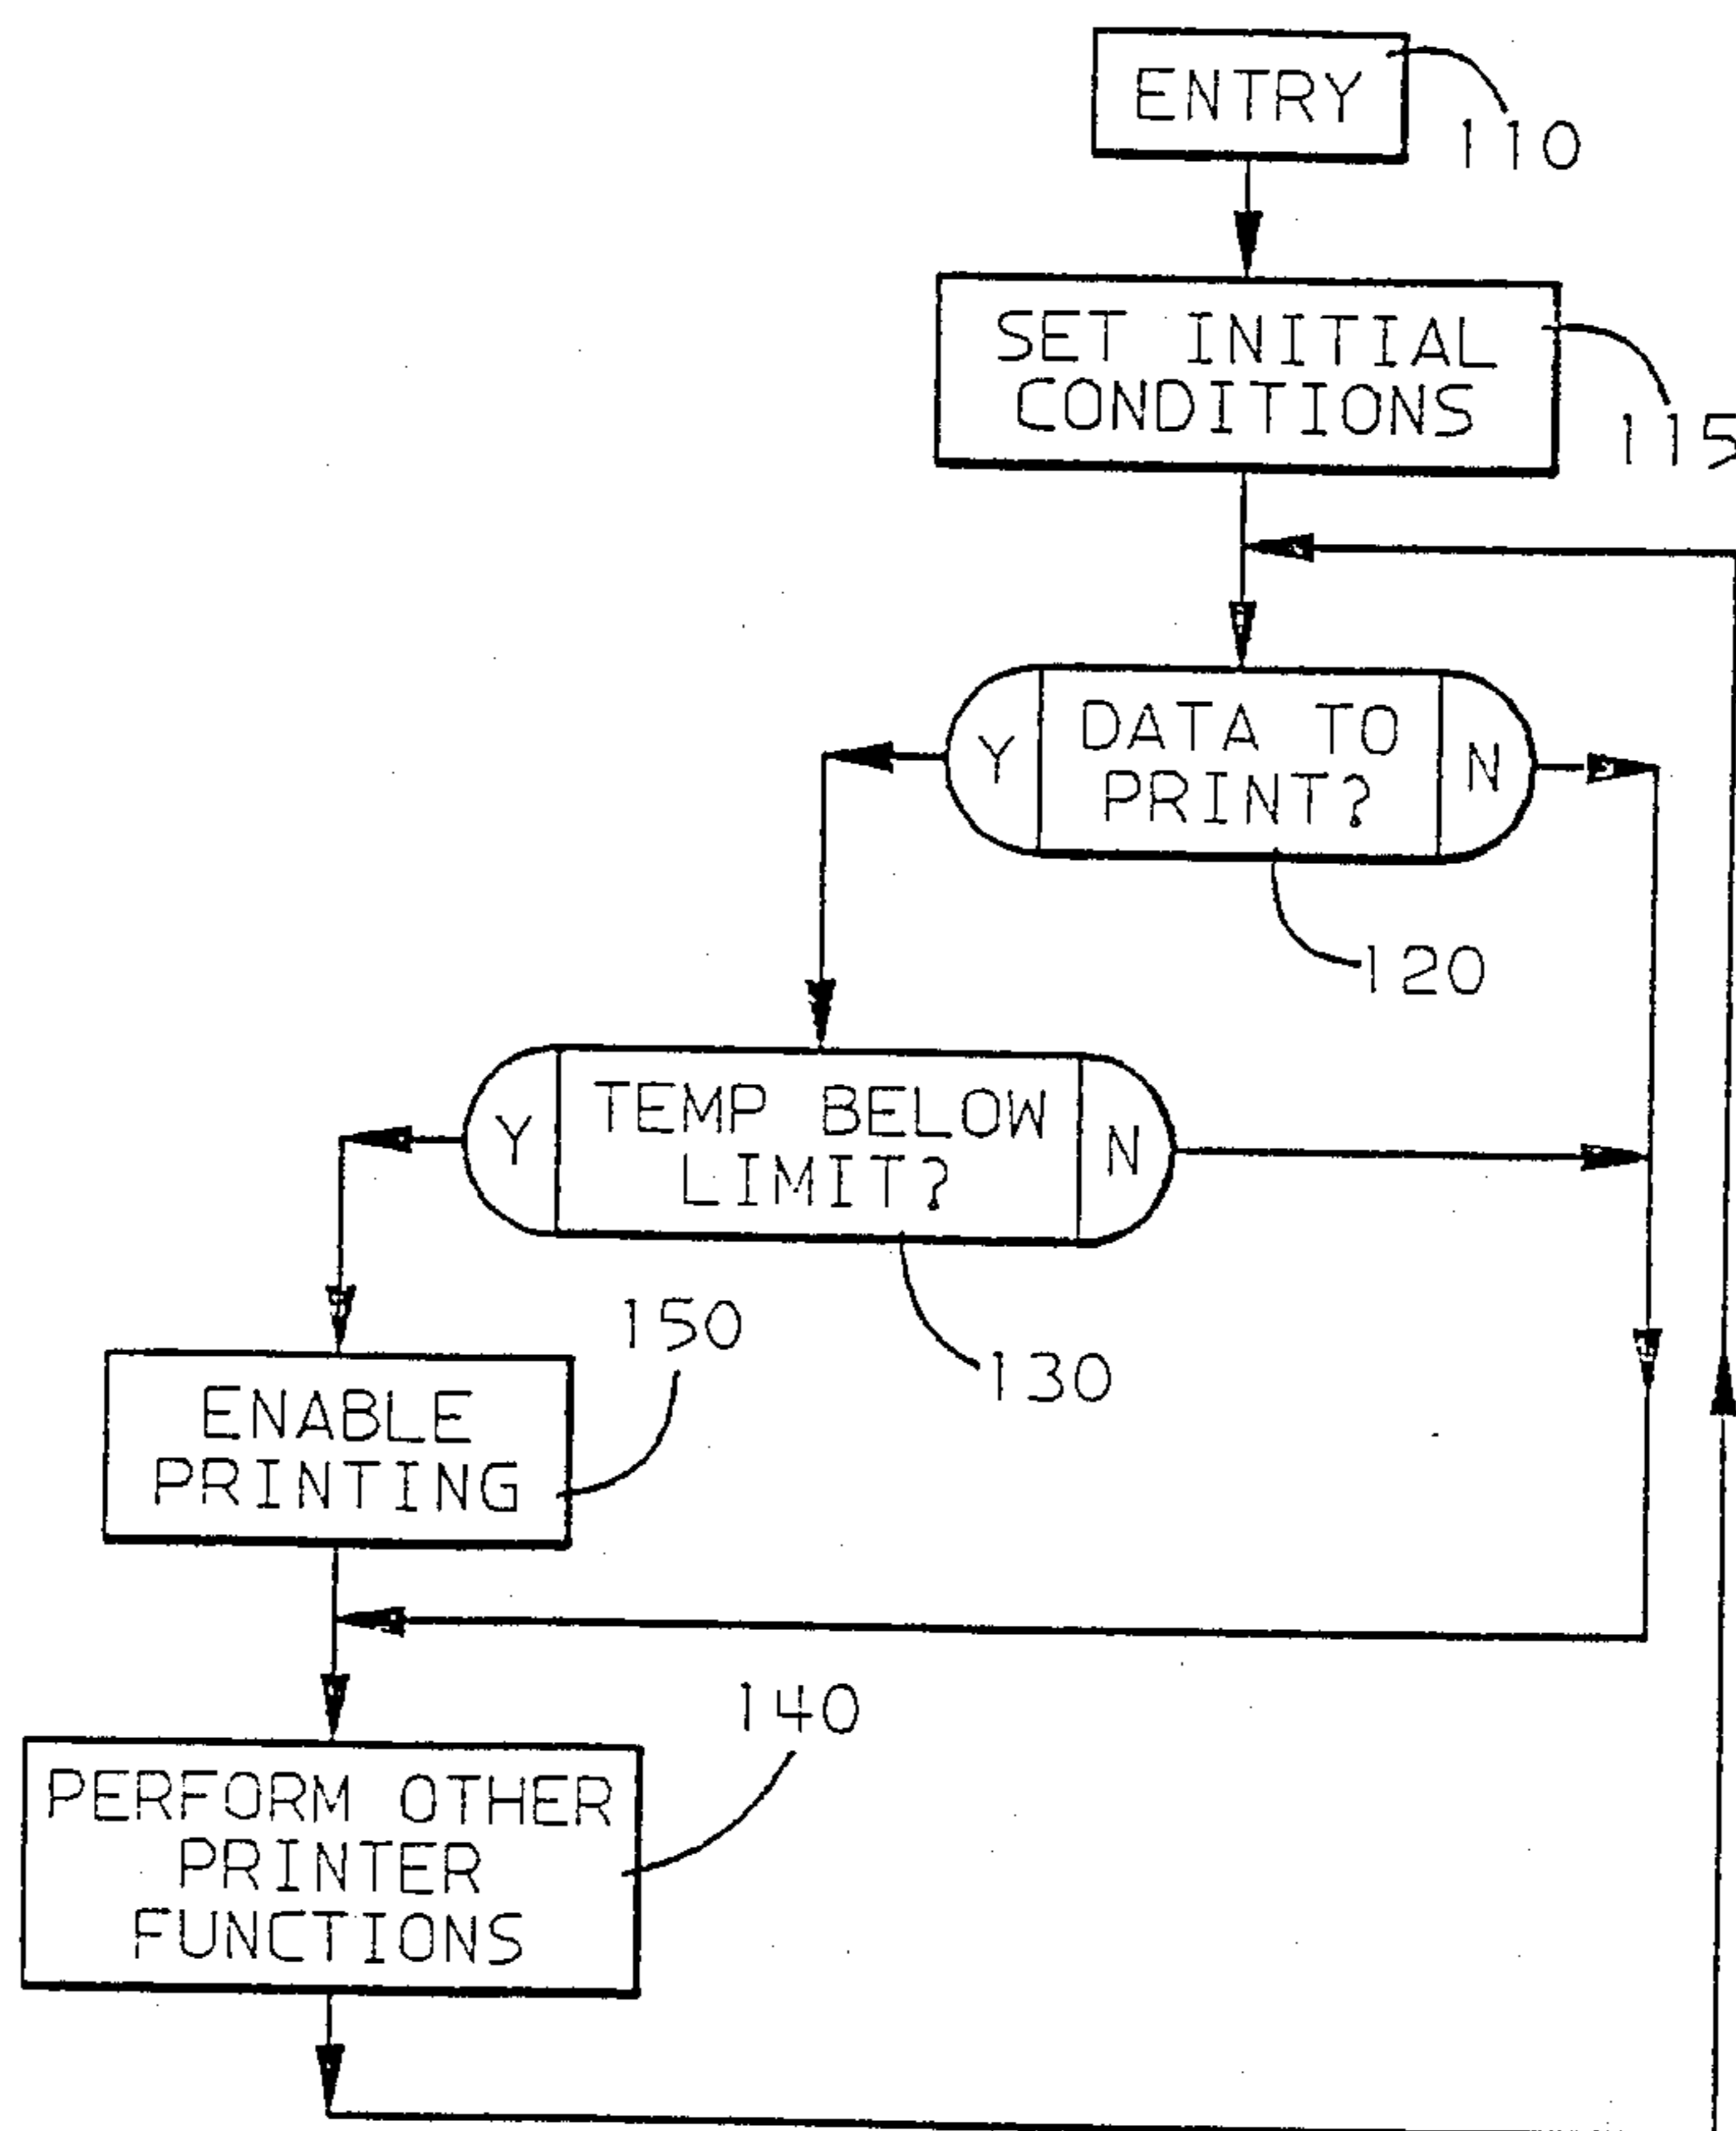 ENTRY
110
SET INITIAL
CONDITIONS
115
Y
DATA TO
PRINT?
N
120
Y
TEMP BELOW
LIMIT?
N
130
150
ENABLE
PRINTING
140
PERFORM OTHER
PRINTER
FUNCTIONS